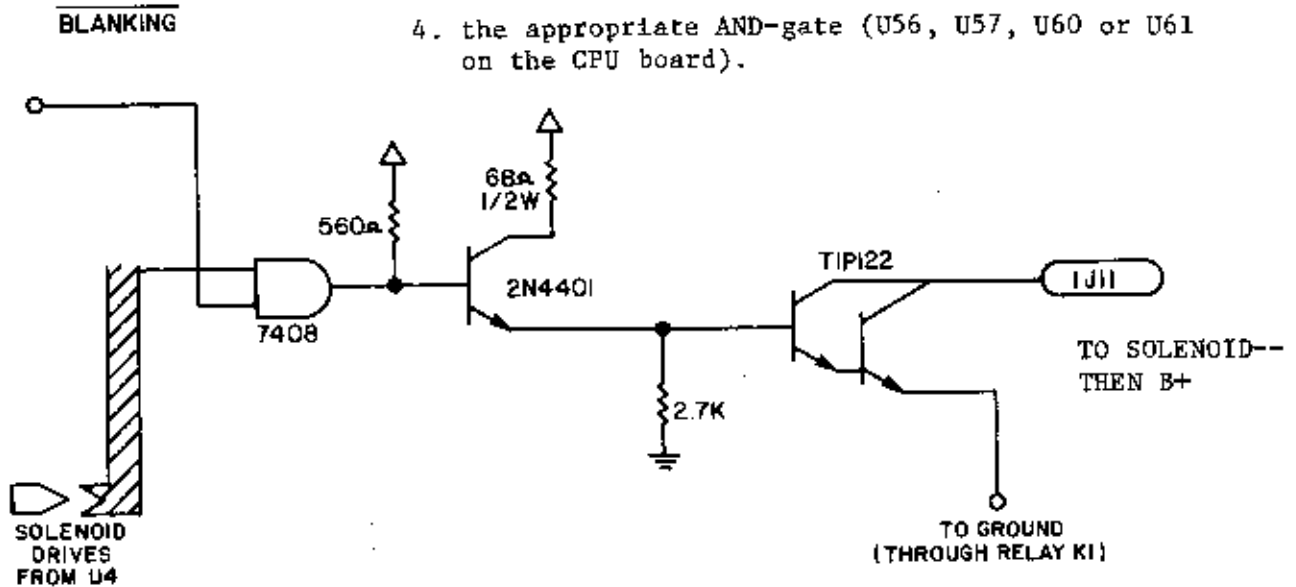 BLANKING
4. the appropriate AND-gate (U56, U57, U60 or U61
on the CPU board).
68Ω
1/2W
560Ω
TIP122
1J11
2N4401
7408
TO SOLENOID--
THEN B+
2.7K
SOLENOID
DRIVES
FROM U4
TO GROUND
(THROUGH RELAY K1)